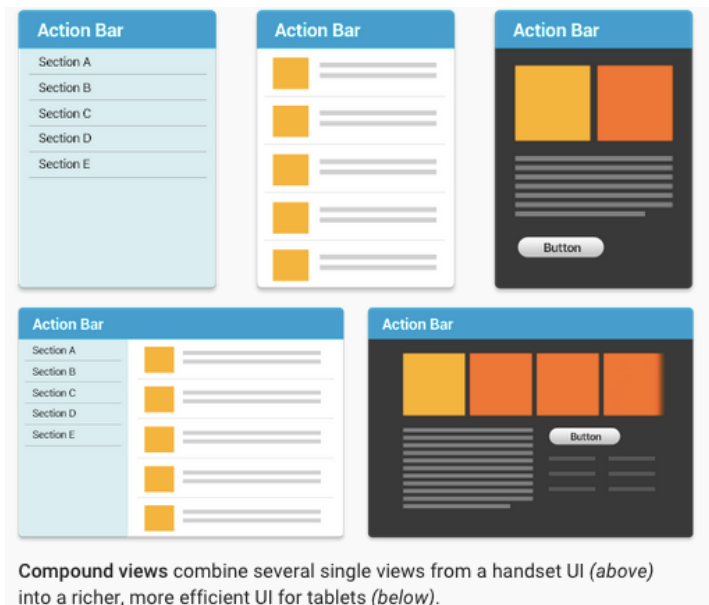 Action Bar
Section A
Section B
Section C
Section D
Section E
Action Bar
Action Bar
Button
Action Bar
Section A
Section B
Section C
Section D
Section E
Action Bar
Button
Compound views combine several single views from a handset UI (above)
into a richer, more efficient UI for tablets (below).